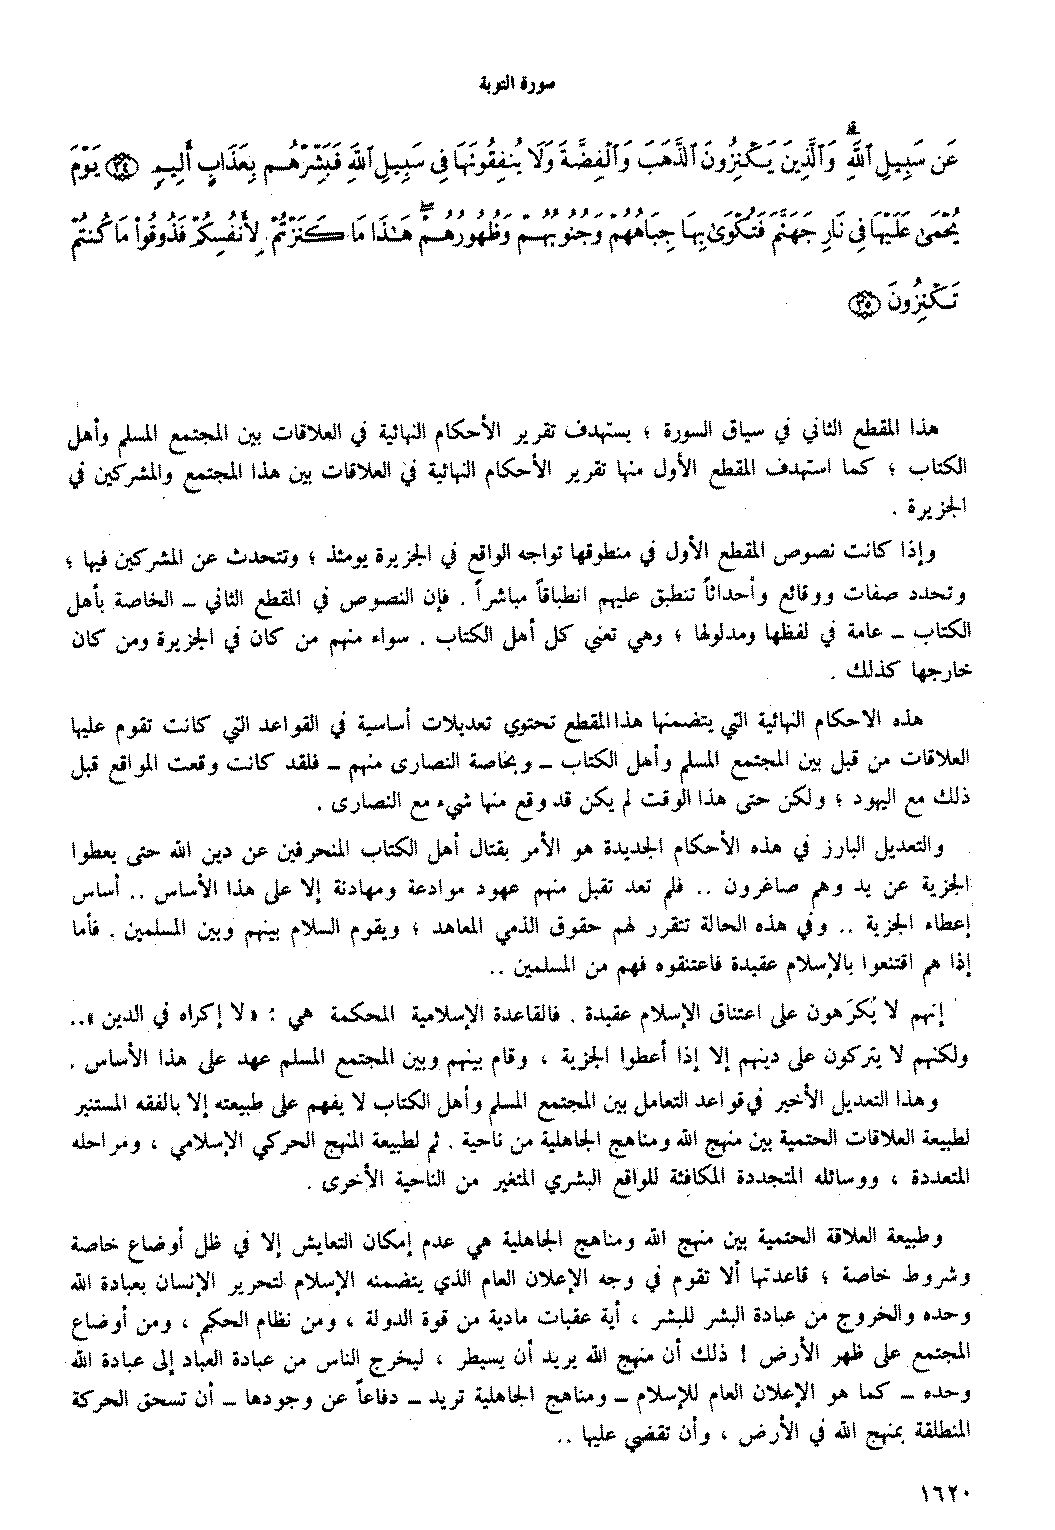 سورة التوبة
عَن سَبِيلِ ٱللَّهِ ۗ وَٱلَّذِينَ يَكْنِزُونَ ٱلذَّهَبَ وَٱلْفِضَّةَ وَلَا يُنفِقُونَهَا فِي سَبِيلِ ٱللَّهِ فَبَشِّرْهُم بِعَذَابٍ أَلِيمٍ ﴿٣٤﴾ يَوْمَ
يُحْمَىٰ عَلَيْهَا فِي نَارِ جَهَنَّمَ فَتُكْوَىٰ بِهَا جِبَاهُهُمْ وَجُنُوبُهُمْ وَظُهُورُهُمْ ۖ هَـٰذَا مَا كَنَزْتُمْ لِأَنفُسِكُمْ فَذُوقُوا۟ مَا كُنتُمْ
تَكْنِزُونَ ﴿٣٥﴾
هذا المقطع الثاني في سياق السورة ؛ يستهدف تقرير الأحكام النهائية في العلاقات بين المجتمع المسلم وأهل
الكتاب ؛ كما استهدف المقطع الأول منها تقرير الأحكام النهائية في العلاقات بين هذا المجتمع والمشركين في
الجزيرة .
وإذا كانت نصوص المقطع الأول في منطوقها تواجه الواقع في الجزيرة يومئذ ؛ وتتحدث عن المشركين فيها ؛
وتحدد صفات ووقائع وأحداثاً تنطبق عليهم انطباقاً مباشراً . فإن النصوص في المقطع الثاني – الخاصة بأهل
الكتاب – عامة في لفظها ومدلولها ؛ وهي تعني كل أهل الكتاب . سواء منهم من كان في الجزيرة ومن كان
خارجها كذلك .
هذه الاحكام النهائية التي يتضمنها هذا المقطع تحتوي تعديلات أساسية في القواعد التي كانت تقوم عليها
العلاقات من قبل بين المجتمع المسلم وأهل الكتاب – وبخاصة النصارى منهم – فلقد كانت وقعت المواقع قبل
ذلك مع اليهود ؛ ولكن حتى هذا الوقت لم يكن قد وقع منها شيء مع النصارى .
والتعديل البارز في هذه الأحكام الجديدة هو الأمر بقتال أهل الكتاب المنحرفين عن دين الله حتى يعطوا
الجزية عن يد وهم صاغرون .. فلم تعد تقبل منهم عهود موادعة ومهادنة إلا على هذا الأساس .. أساس
إعطاء الجزية .. وفي هذه الحالة تتقرر لهم حقوق الذمي المعاهد ؛ ويقوم السلام بينهم وبين المسلمين . فأما
إذا هم اقتنعوا بالإسلام عقيدة فاعتنقوه فهم من المسلمين ..
إنهم لا يُكرَهون على اعتناق الإسلام عقيدة . فالقاعدة الإسلامية المحكمة هي : « لا إكراه في الدين »..
ولكنهم لا يتركون على دينهم إلا إذا أعطوا الجزية ، وقام بينهم وبين المجتمع المسلم عهد على هذا الأساس .
وهذا التعديل الأخير في قواعد التعامل بين المجتمع المسلم وأهل الكتاب لا يفهم على طبيعته إلا بالفقه المستنير
لطبيعة العلاقات الحتمية بين منهج الله ومناهج الجاهلية من ناحية . ثم لطبيعة المنهج الحركي الإسلامي ، ومراحله
المتعددة ، ووسائله المتجددة المكافئة للواقع البشري المتغير من الناحية الأخرى .
وطبيعة العلاقة الحتمية بين منهج الله ومناهج الجاهلية هي عدم إمكان التعايش إلا في ظل أوضاع خاصة
وشروط خاصة ؛ قاعدتها ألا تقوم في وجه الإعلان العام الذي يتضمنه الإسلام لتحرير الإنسان بعبادة الله
وحده والخروج من عبادة البشر للبشر ، أية عقبات مادية من قوة الدولة ، ومن نظام الحكم ، ومن أوضاع
المجتمع على ظهر الأرض ! ذلك أن منهج الله يريد أن يسيطر ، ليخرج الناس من عبادة العباد إلى عبادة الله
وحده – كما هو الإعلان العام للإسلام – ومناهج الجاهلية تريد – دفاعاً عن وجودها – أن تسحق الحركة
المنطلقة بمنهج الله في الأرض ، وأن تقضي عليها ..
١٦٢٠